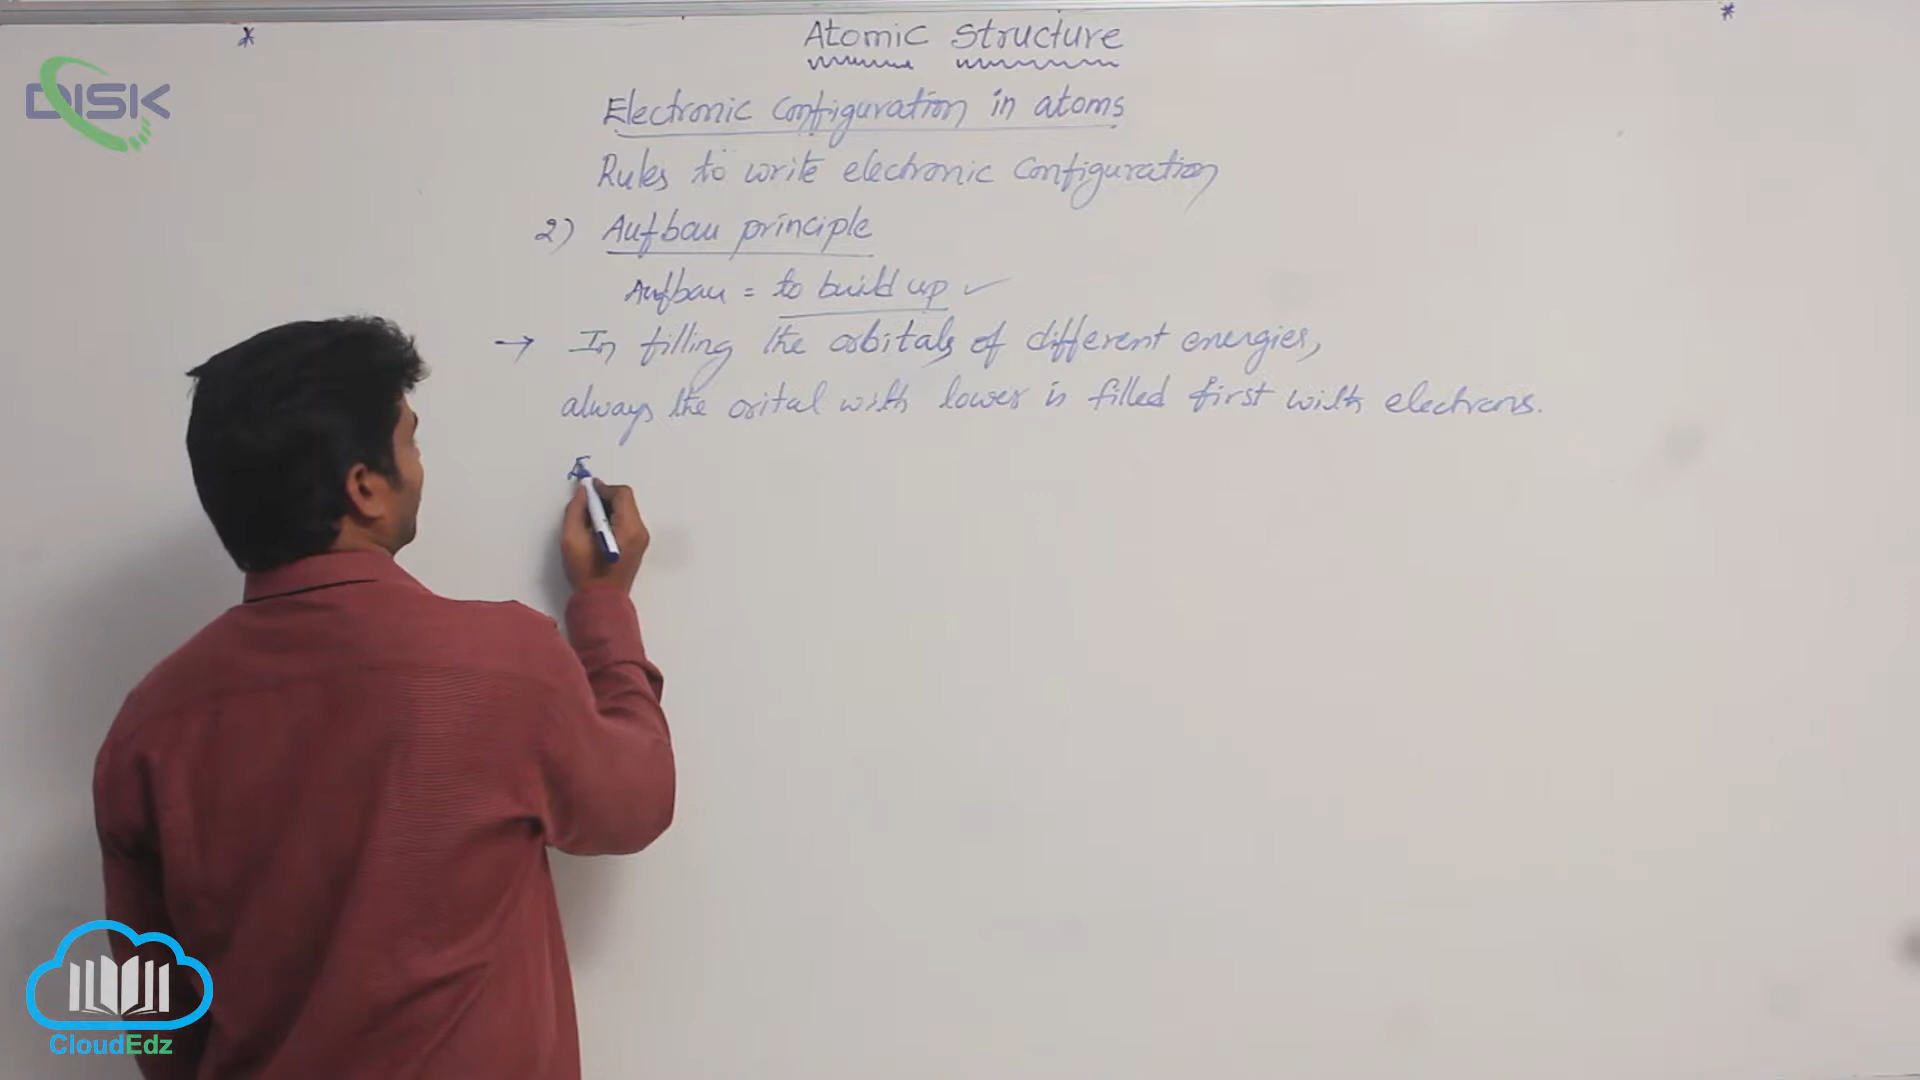 * Atomic Structure *
DISK
Electronic configuration in atoms
Rules to write electronic configuration
2) Aufbau principle
Aufbau = to build up ✓
→ In filling the orbitals of different energies,
always the orital with lower is filled first with electrons.
CloudEdz